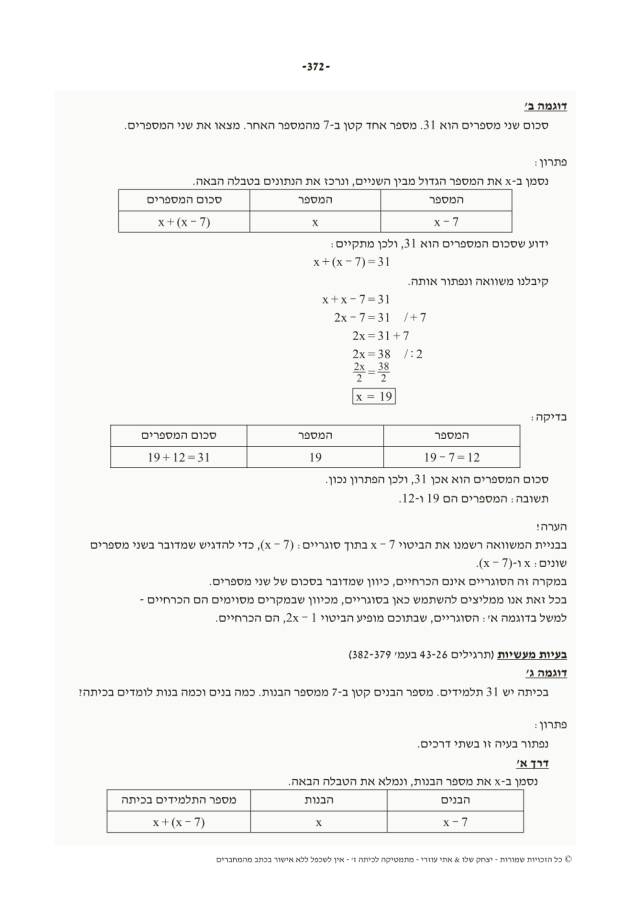 -372-
דוגמה ב'
סכום שני מספרים הוא 31. מספר אחד קטן ב-7 מהמספר האחר. מצאו את שני המספרים.
פתרון:
נסמן ב-x את המספר הגדול מבין השניים, ונרכז את הנתונים בטבלה הבאה.
המספר | המספר | סכום המספרים
x − 7 | x | x + (x − 7)
ידוע שסכום המספרים הוא 31, ולכן מתקיים:
x + (x − 7) = 31
קיבלנו משוואה ונפתור אותה.
x + x − 7 = 31
2x − 7 = 31 / + 7
2x = 31 + 7
2x = 38 / : 2
2x/2 = 38/2
x = 19
בדיקה:
המספר | המספר | סכום המספרים
19 − 7 = 12 | 19 | 19 + 12 = 31
סכום המספרים הוא אכן 31, ולכן הפתרון נכון.
תשובה: המספרים הם 19 ו-12.
הערה!
בבניית המשוואה רשמנו את הביטוי x − 7 בתוך סוגריים: (x − 7), כדי להדגיש שמדובר בשני מספרים
שונים: x ו-(x − 7).
במקרה זה הסוגריים אינם הכרחיים, כיוון שמדובר בסכום של שני מספרים.
בכל זאת אנו ממליצים להשתמש כאן בסוגריים, מכיוון שבמקרים מסוימים הם הכרחיים -
למשל בדוגמה א': הסוגריים, שבתוכם מופיע הביטוי 2x − 1, הם הכרחיים.
בעיות מעשיות (תרגילים 43-26 בעמ' 382-379)
דוגמה ג'
בכיתה יש 31 תלמידים. מספר הבנים קטן ב-7 ממספר הבנות. כמה בנים וכמה בנות לומדים בכיתה?
פתרון:
נפתור בעיה זו בשתי דרכים.
דרך א'
נסמן ב-x את מספר הבנות, ונמלא את הטבלה הבאה.
הבנים | הבנות | מספר התלמידים בכיתה
x − 7 | x | x + (x − 7)
© כל הזכויות שמורות - יצחק שלו & אתי עוזרי - מתמטיקה לכיתה ז' - אין לשכפל ללא אישור בכתב מהמחברים